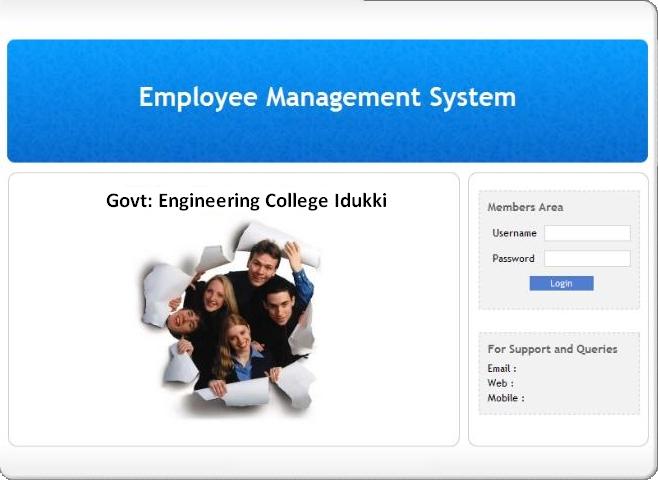 Employee Management System
Govt: Engineering College Idukki
Members Area
Username
Password
Login
For Support and Queries
Email :
Web :
Mobile :